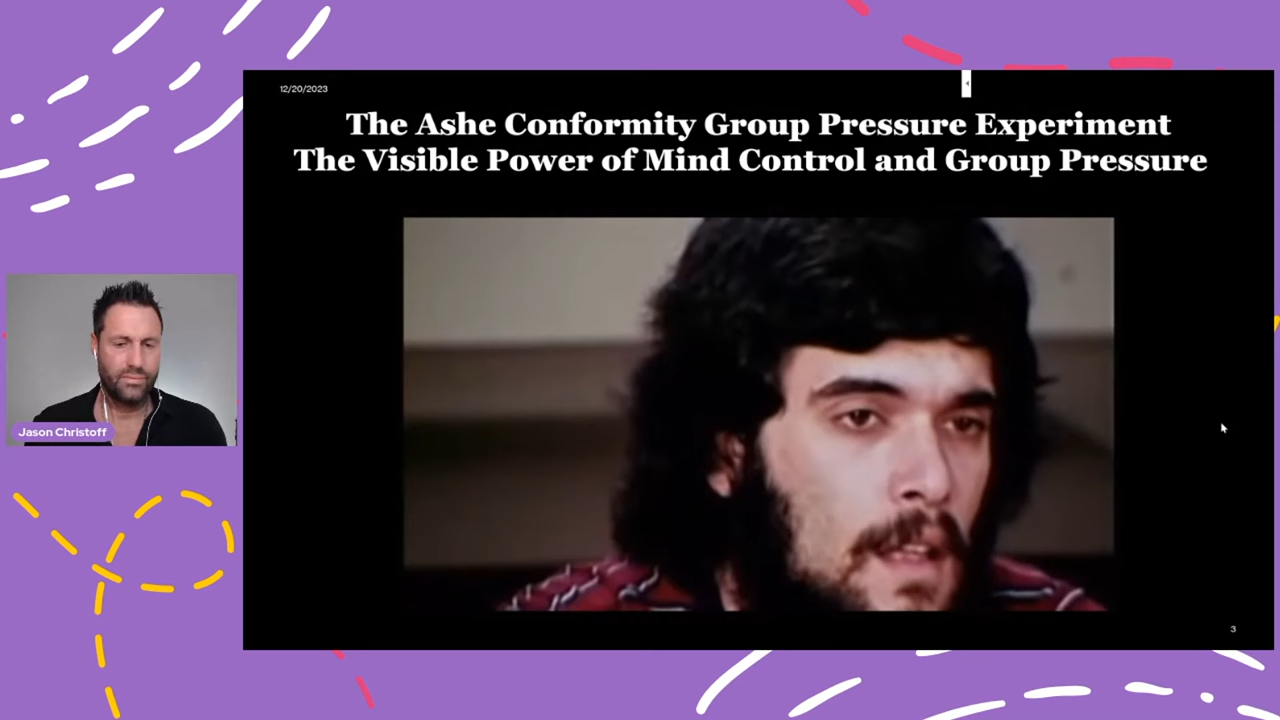 12/20/2023
The Ashe Conformity Group Pressure Experiment
The Visible Power of Mind Control and Group Pressure
Jason Christoff
3